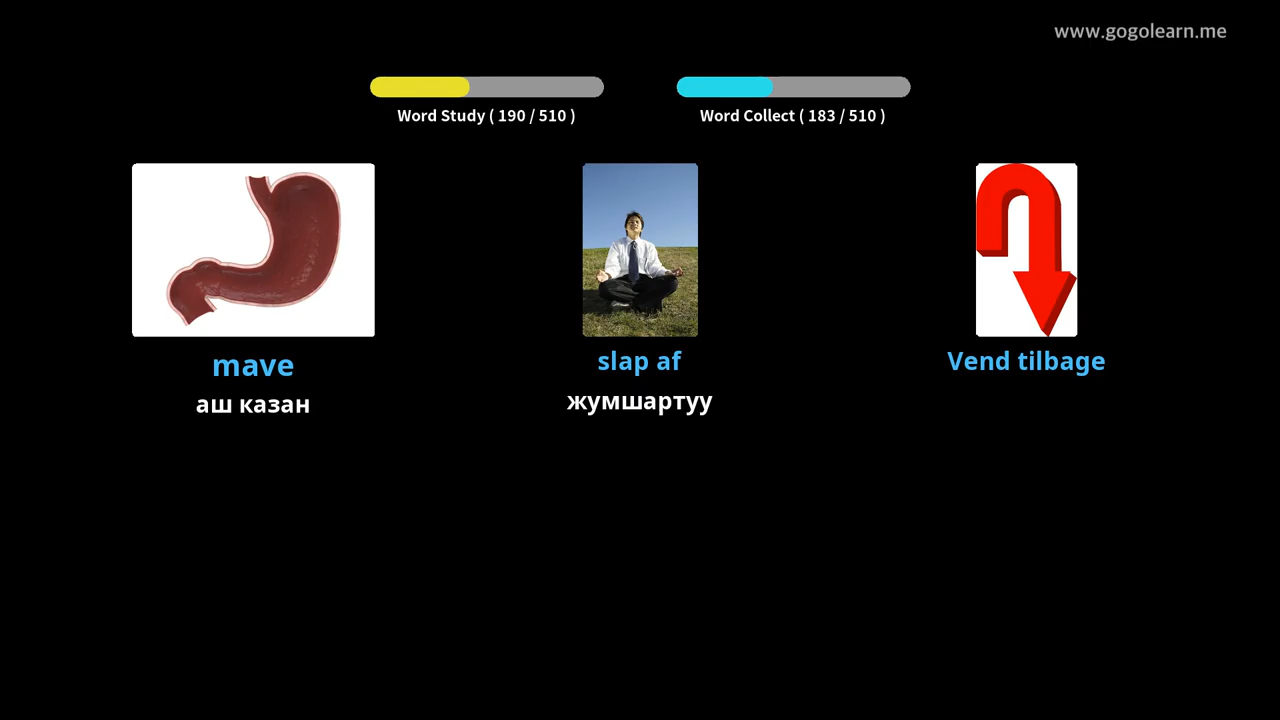 www.gogolearn.me
Word Study ( 190 / 510 )
Word Collect ( 183 / 510 )
mave
slap af
Vend tilbage
аш казан
жумшартуу